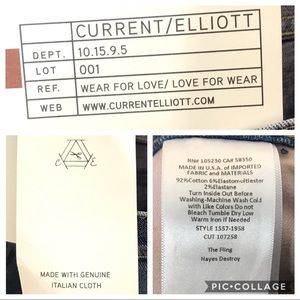 CURRENT/ELLIOTT
DEPT. 10.15.9.5
LOT 001
REF. WEAR FOR LOVE/ LOVE FOR WEAR
WEB WWW.CURRENTELLIOTT.COM
MADE WITH GENUINE
ITALIAN CLOTH
RN# 105230 CA# 58350
MADE IN U.S.A. of IMPORTED
FABRIC and MATERIALS
92%Cotton 6%Elastomultiester
2%Elastane
Turn Inside Out Before
Washing-Machine Wash Cold
with Like Colors Do not
Bleach Tumble Dry Low
Warm Iron if Needed
STYLE 1557-1958
CUT 107258
The Fling
Hayes Destroy
PIC•COLLAGE